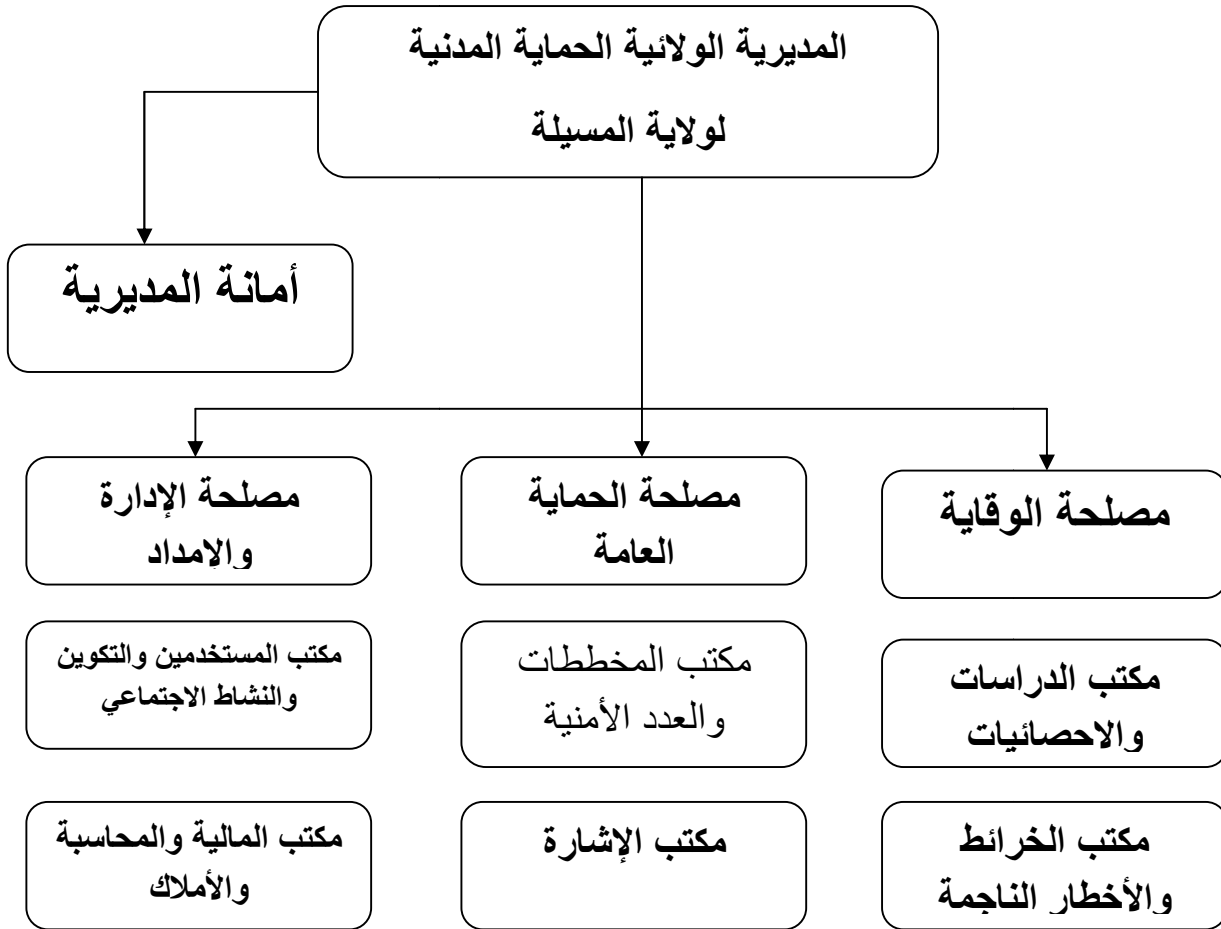 المديرية الولائية الحماية المدنية
لولاية المسيلة
أمانة المديرية
مصلحة الوقاية
مصلحة الحماية
العامة
مصلحة الإدارة
والإمداد
مكتب الدراسات
والاحصائيات
مكتب المخططات
والعدد الأمنية
مكتب المستخدمين والتكوين
والنشاط الاجتماعي
مكتب الخرائط
والأخطار الناجمة
مكتب الإشارة
مكتب المالية والمحاسبة
والأملاك